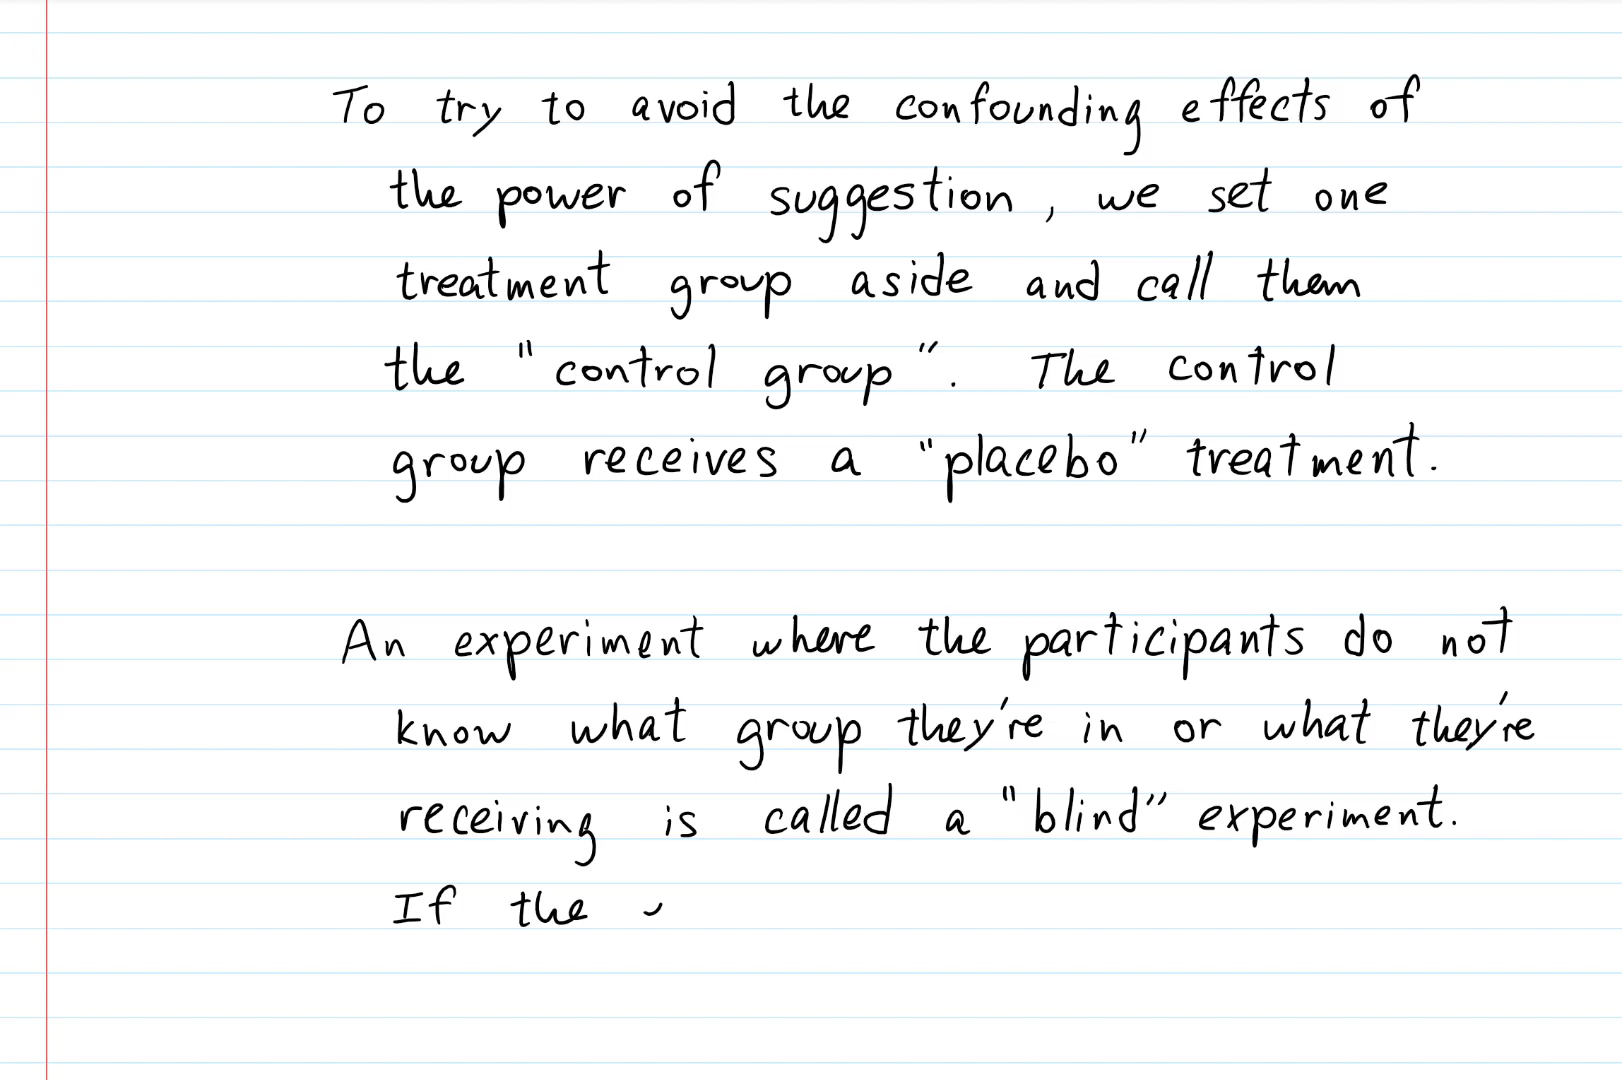 To try to avoid the confounding effects of
the power of suggestion, we set one
treatment group aside and call them
the "control group". The control
group receives a "placebo" treatment.
An experiment where the participants do not
know what group they're in or what they're
receiving is called a "blind" experiment.
If the